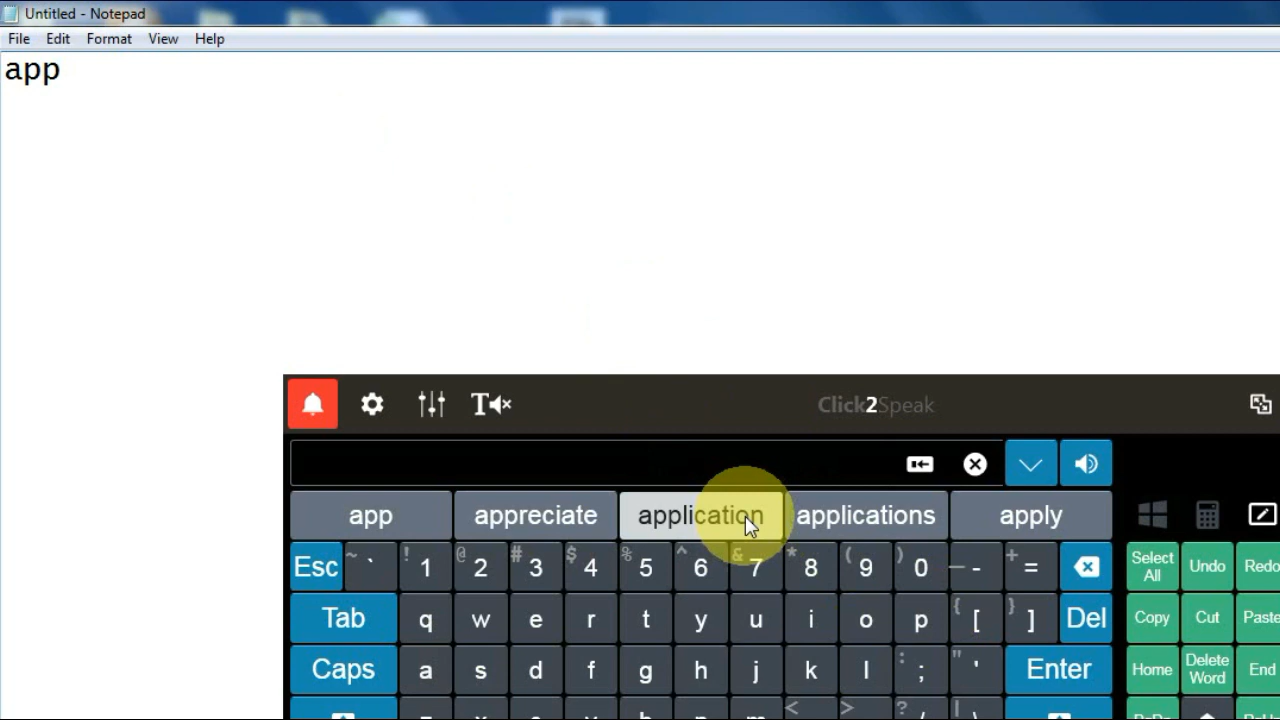 Untitled - Notepad
File Edit Format View Help
app
T Click2Speak
app appreciate application applications apply
Esc ~ ` ! 1 @ 2 # 3 $ 4 % 5 ^ 6 & 7 * 8 ( 9 ) 0 _ - + = Select All Undo Redo
Tab q w e r t y u i o p { [ } ] Del Copy Cut Paste
Caps a s d f g h j k l : ; " ' Enter Home Delete Word End
< > ? / |